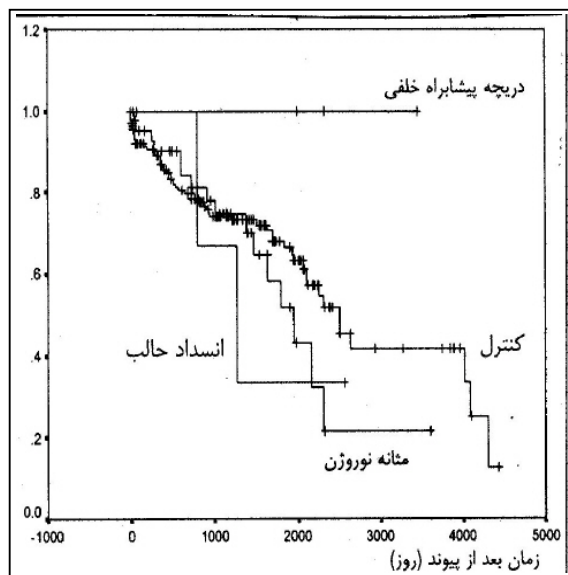 1.2
دریچه پیشابراه خلفی
1.0
.8
.6
.4
انسداد حالب
کنترل
.2
مثانه نوروژن
0.0
-1000 0 1000 2000 3000 4000 5000
زمان بعد از پیوند (روز)